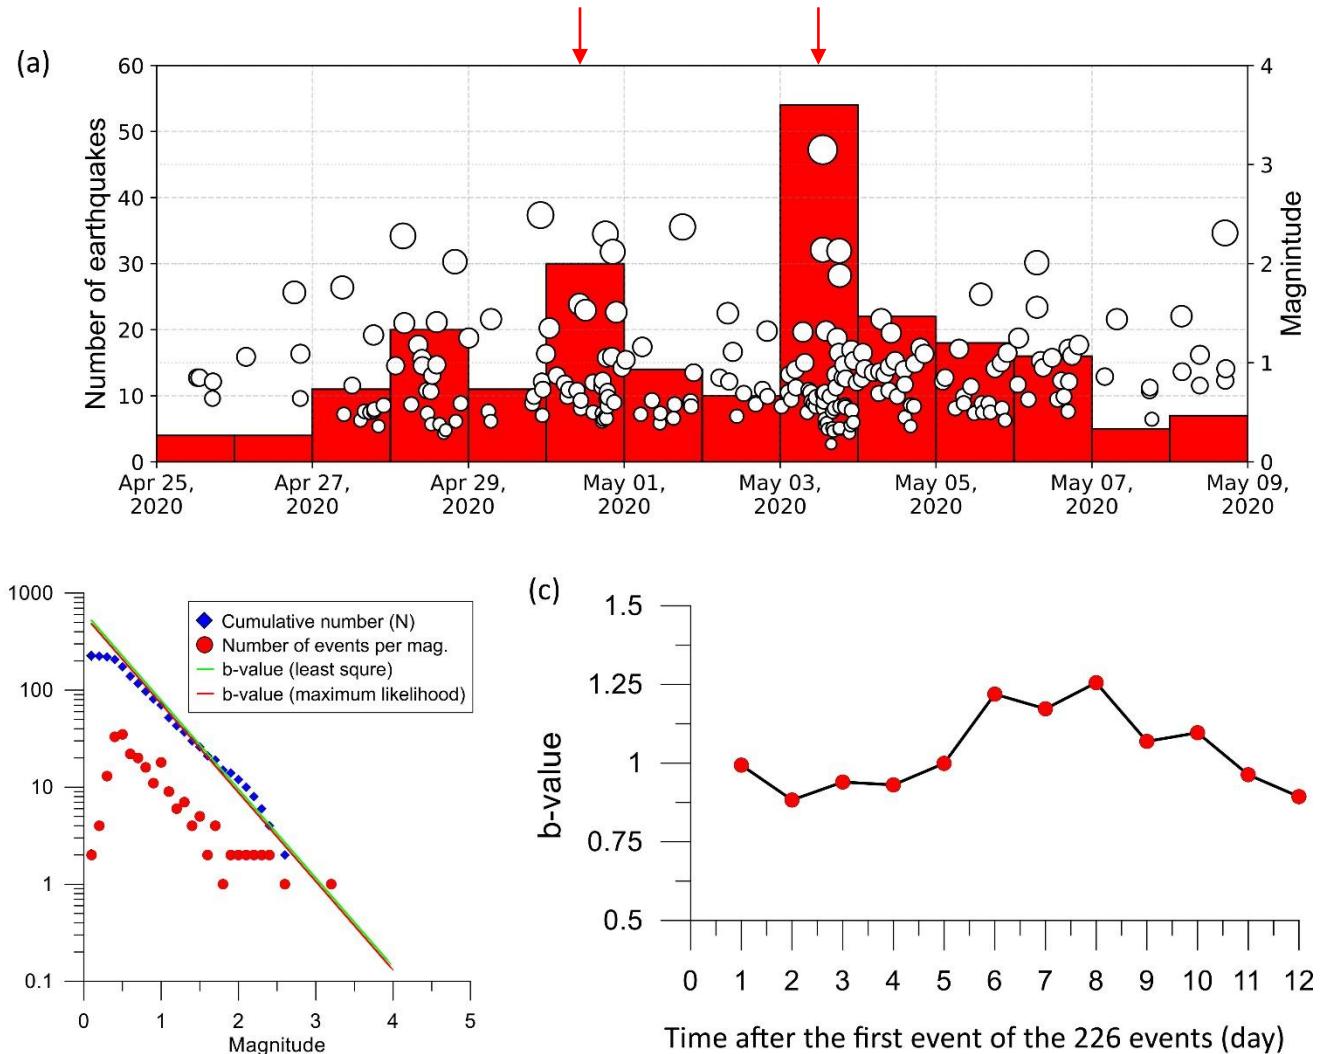 (a)
60
50
40
30
20
10
0
Number of earthquakes
4
3
2
1
0
Magnintude
Apr 25, 2020
Apr 27, 2020
Apr 29, 2020
May 01, 2020
May 03, 2020
May 05, 2020
May 07, 2020
May 09, 2020
1000
100
10
1
0.1
Cumulative number (N)
Number of events per mag.
b-value (least squre)
b-value (maximum likelihood)
0 1 2 3 4 5
Magnitude
(c)
1.5
1.25
1
0.75
0.5
b-value
0 1 2 3 4 5 6 7 8 9 10 11 12
Time after the first event of the 226 events (day)